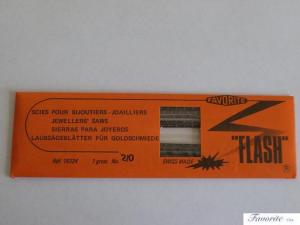 FAVORITE
SCIES POUR BIJOUTIERS - JOAILLIERS
JEWELLERS' SAWS
SIERRAS PARA JOYEROS
LAUBSÄGEBLÄTTER FÜR GOLDSCHMIEDE
"FLASH"
®
1 gross No. 2/0
SWISS MADE
Favorite